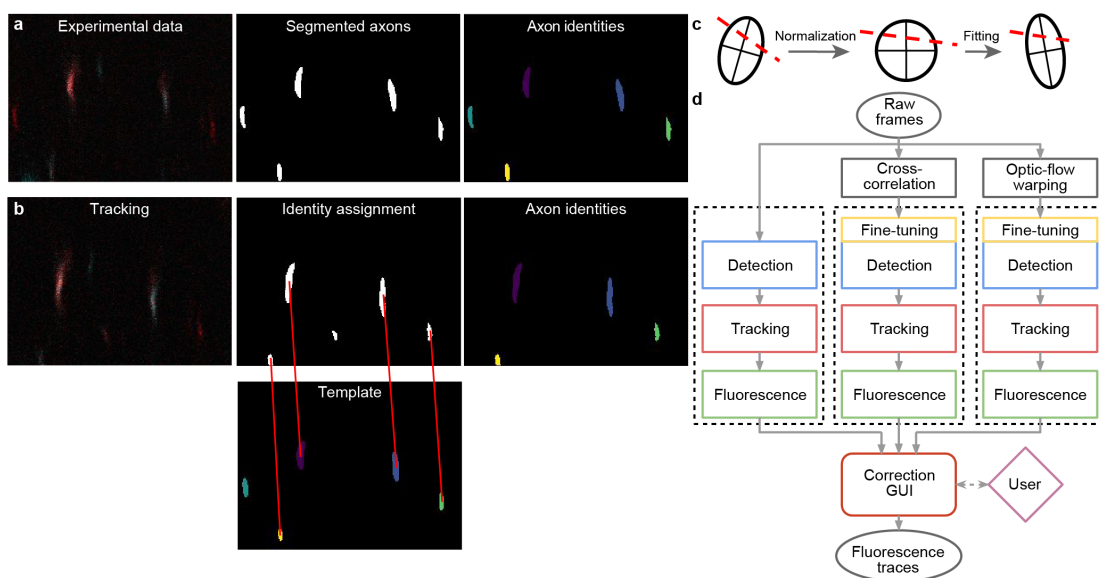 a
Experimental data
Segmented axons
Axon identities
b
Tracking
Identity assignment
Axon identities
Template
c
Normalization
Fitting
d
Raw
frames
Cross-
correlation
Optic-flow
warping
Fine-tuning
Fine-tuning
Detection
Detection
Detection
Tracking
Tracking
Tracking
Fluorescence
Fluorescence
Fluorescence
Correction
GUI
User
Fluorescence
traces